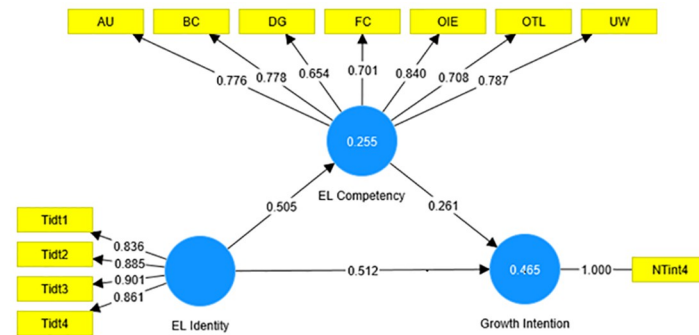 AU BC DG FC OIE OTL UW
0.776 0.778 0.654 0.701 0.840 0.708 0.787
0.255
EL Competency
0.505 0.261
Tidt1
Tidt2
Tidt3
Tidt4
0.836
0.885
0.901
0.861
EL Identity
0.512
0.465
Growth Intention
1.000
NTint4